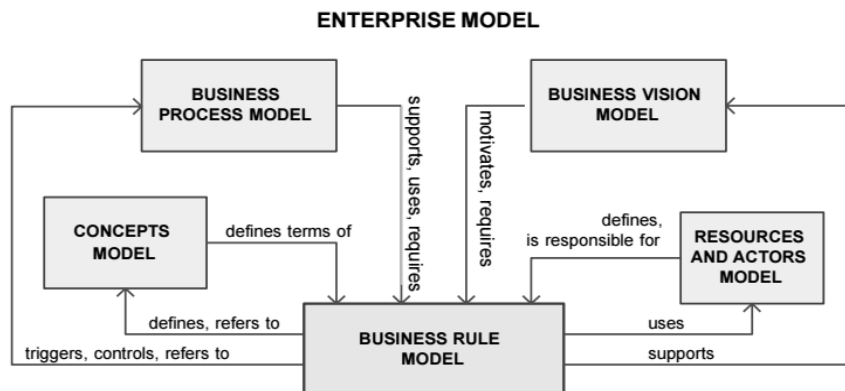 ENTERPRISE MODEL
BUSINESS
PROCESS MODEL
BUSINESS VISION
MODEL
supports, uses, requires
motivates, requires
CONCEPTS
MODEL
defines terms of
defines,
is responsible for
RESOURCES
AND ACTORS
MODEL
defines, refers to
triggers, controls, refers to
BUSINESS RULE
MODEL
uses
supports